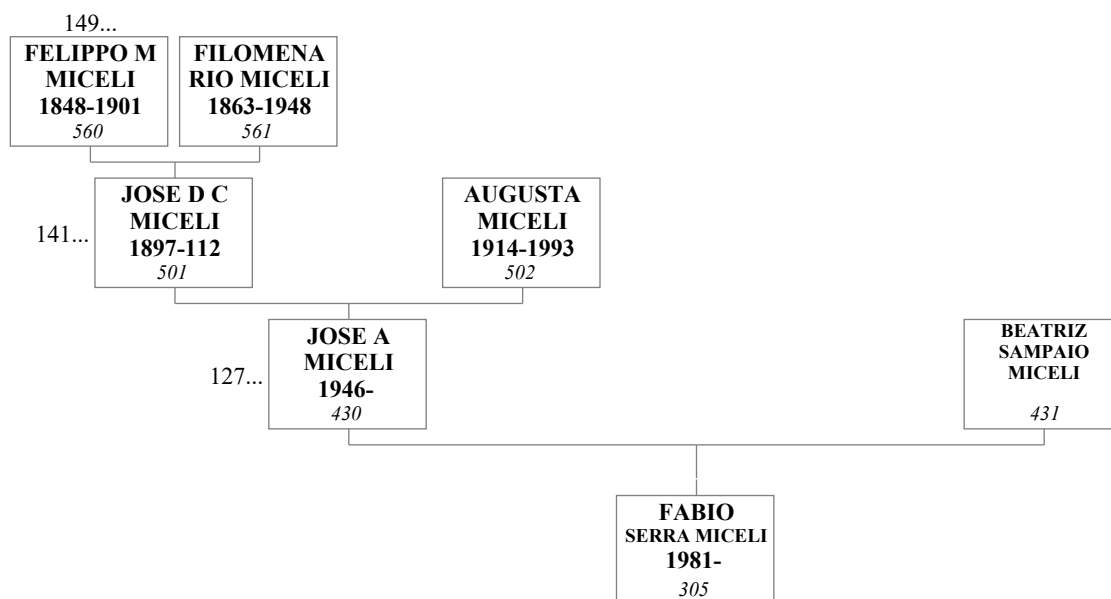 149...
FELIPPO M
MICELI
1848-1901
560
FILOMENA
RIO MICELI
1863-1948
561
141...
JOSE D C
MICELI
1897-112
501
AUGUSTA
MICELI
1914-1993
502
127...
JOSE A
MICELI
1946-
430
BEATRIZ
SAMPAIO
MICELI
431
FABIO
SERRA MICELI
1981-
305